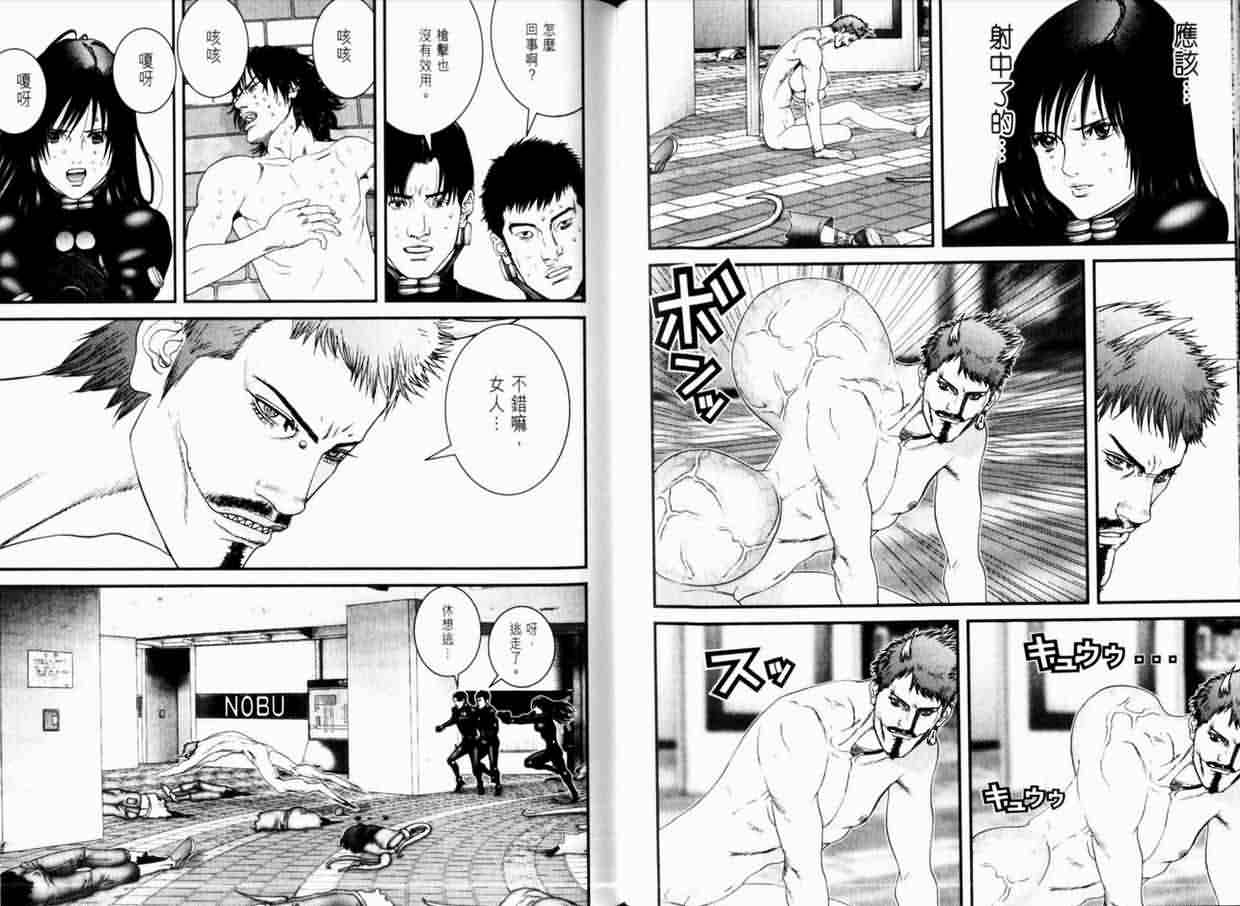 應該…
射中了的…
ボンッ
キュウゥ...
キュウゥ
スッ
怎麼
回事啊?
槍擊也
沒有效用。
咳咳
咳咳
嘎呀
嘎呀
不錯嘛,
女人…
呀,
逃走了。
休想逃…
NOBU